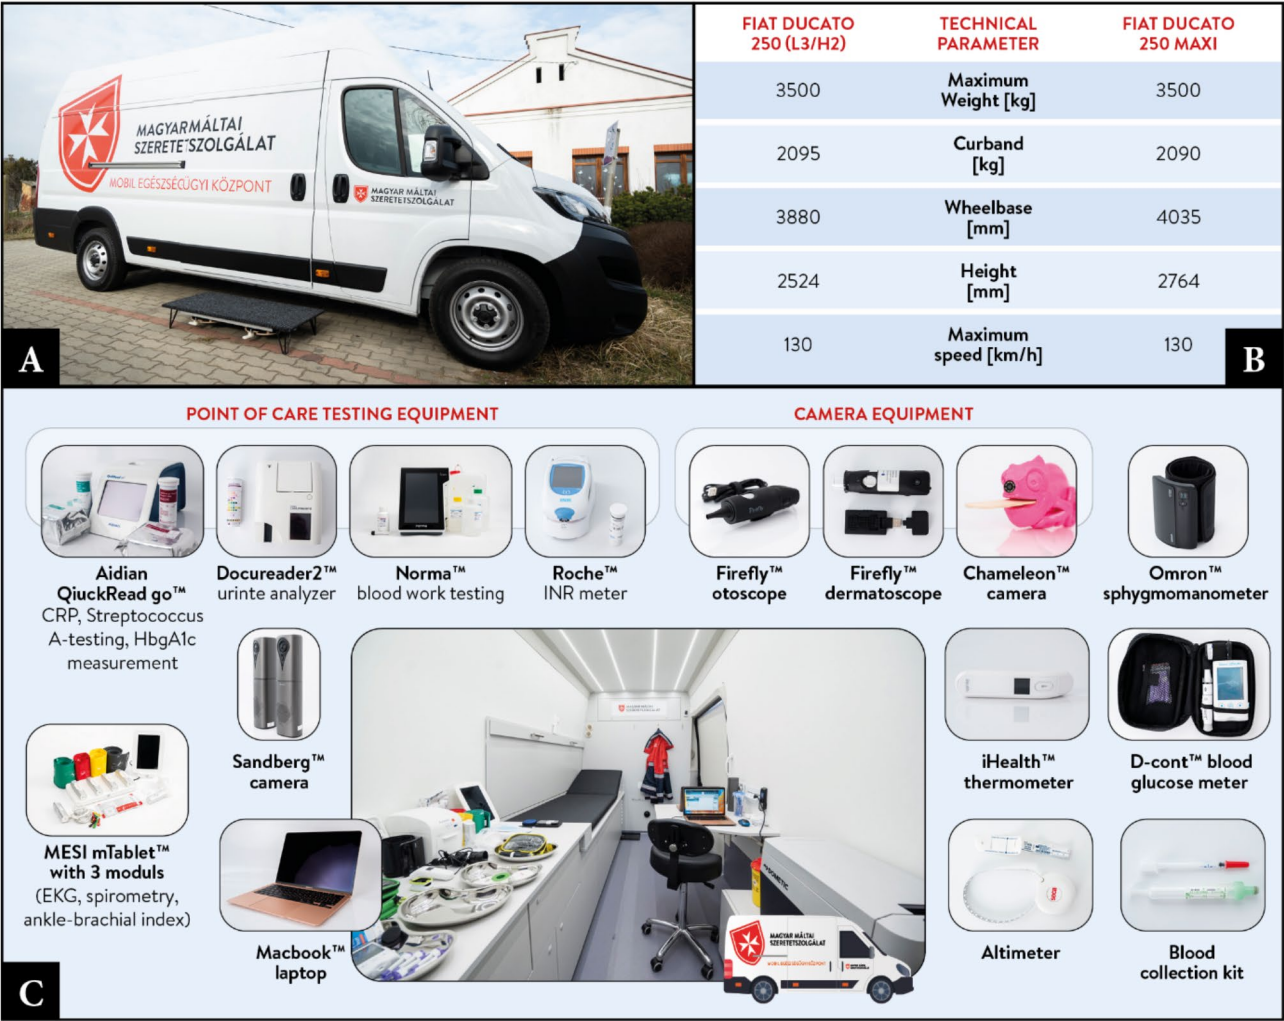 MAGYAR MÁLTAI
SZERETETSZOLGÁLAT
MOBIL EGÉSZSÉGÜGYI KÖZPONT
MAGYAR MÁLTAI
SZERETETSZOLGÁLAT
A
FIAT DUCATO TECHNICAL FIAT DUCATO
250 (L3/H2) PARAMETER 250 MAXI
3500 Maximum Weight [kg] 3500
2095 Curband [kg] 2090
3880 Wheelbase [mm] 4035
2524 Height [mm] 2764
130 Maximum speed [km/h] 130
B
POINT OF CARE TESTING EQUIPMENT
CAMERA EQUIPMENT
Aidian
QiuckRead go™
CRP, Streptococcus
A-testing, HbgA1c
measurement
Docureader2™
urinte analyzer
Norma™
blood work testing
Roche™
INR meter
Firefly™
otoscope
Firefly™
dermatoscope
Chameleon™
camera
Omron™
sphygmomanometer
Sandberg™
camera
iHealth™
thermometer
D-cont™ blood
glucose meter
MESI mTablet™
with 3 moduls
(EKG, spirometry,
ankle-brachial index)
Macbook™
laptop
MAGYAR MÁLTAI
SZERETETSZOLGÁLAT
Altimeter
Blood
collection kit
C